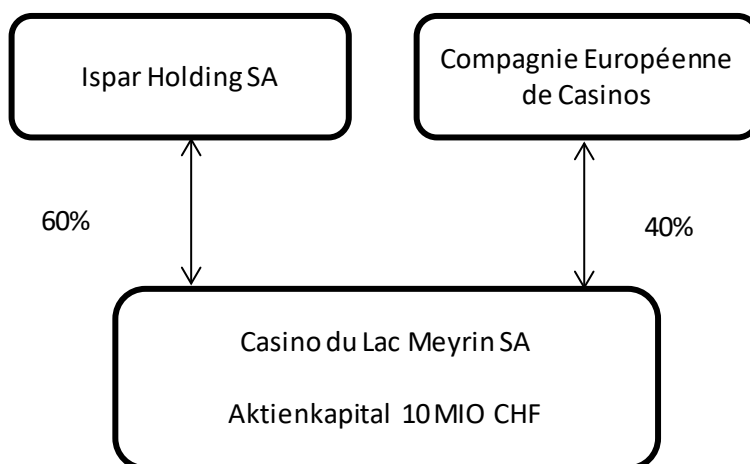 Ispar Holding SA
Compagnie Européenne
de Casinos
60%
40%
Casino du Lac Meyrin SA
Aktienkapital 10 MIO CHF